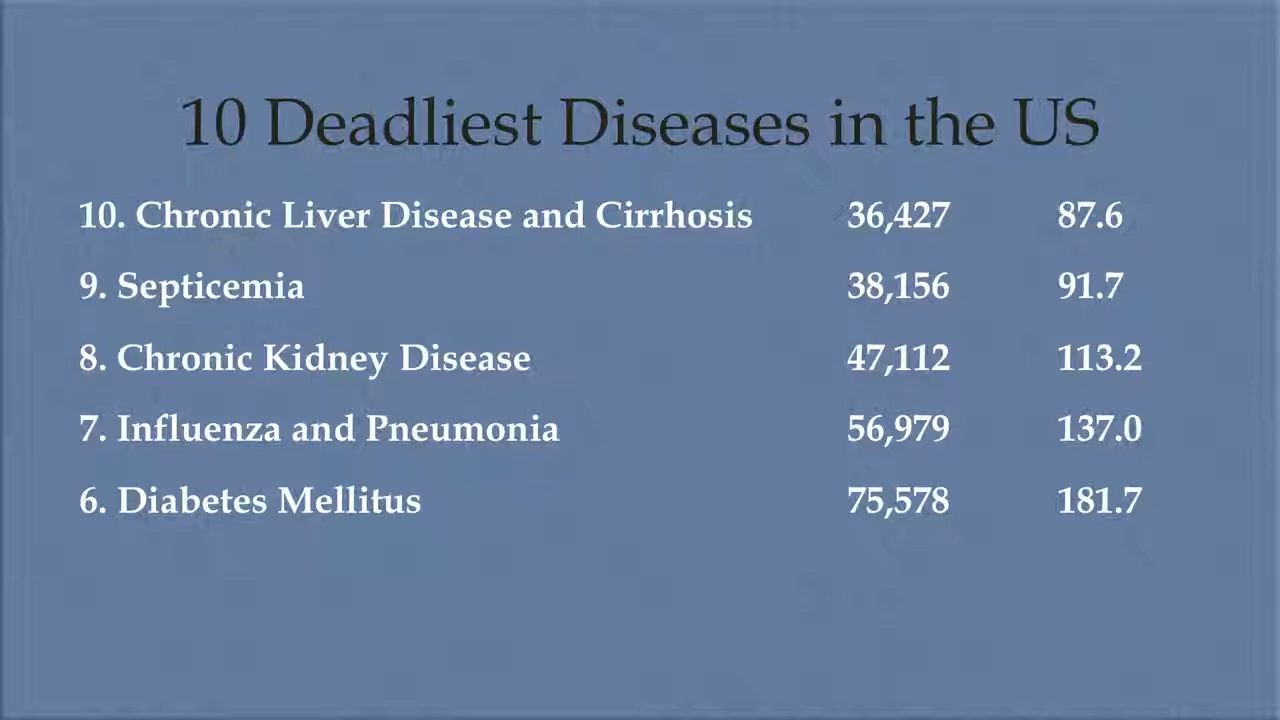 10 Deadliest Diseases in the US
10. Chronic Liver Disease and Cirrhosis 36,427 87.6
9. Septicemia 38,156 91.7
8. Chronic Kidney Disease 47,112 113.2
7. Influenza and Pneumonia 56,979 137.0
6. Diabetes Mellitus 75,578 181.7